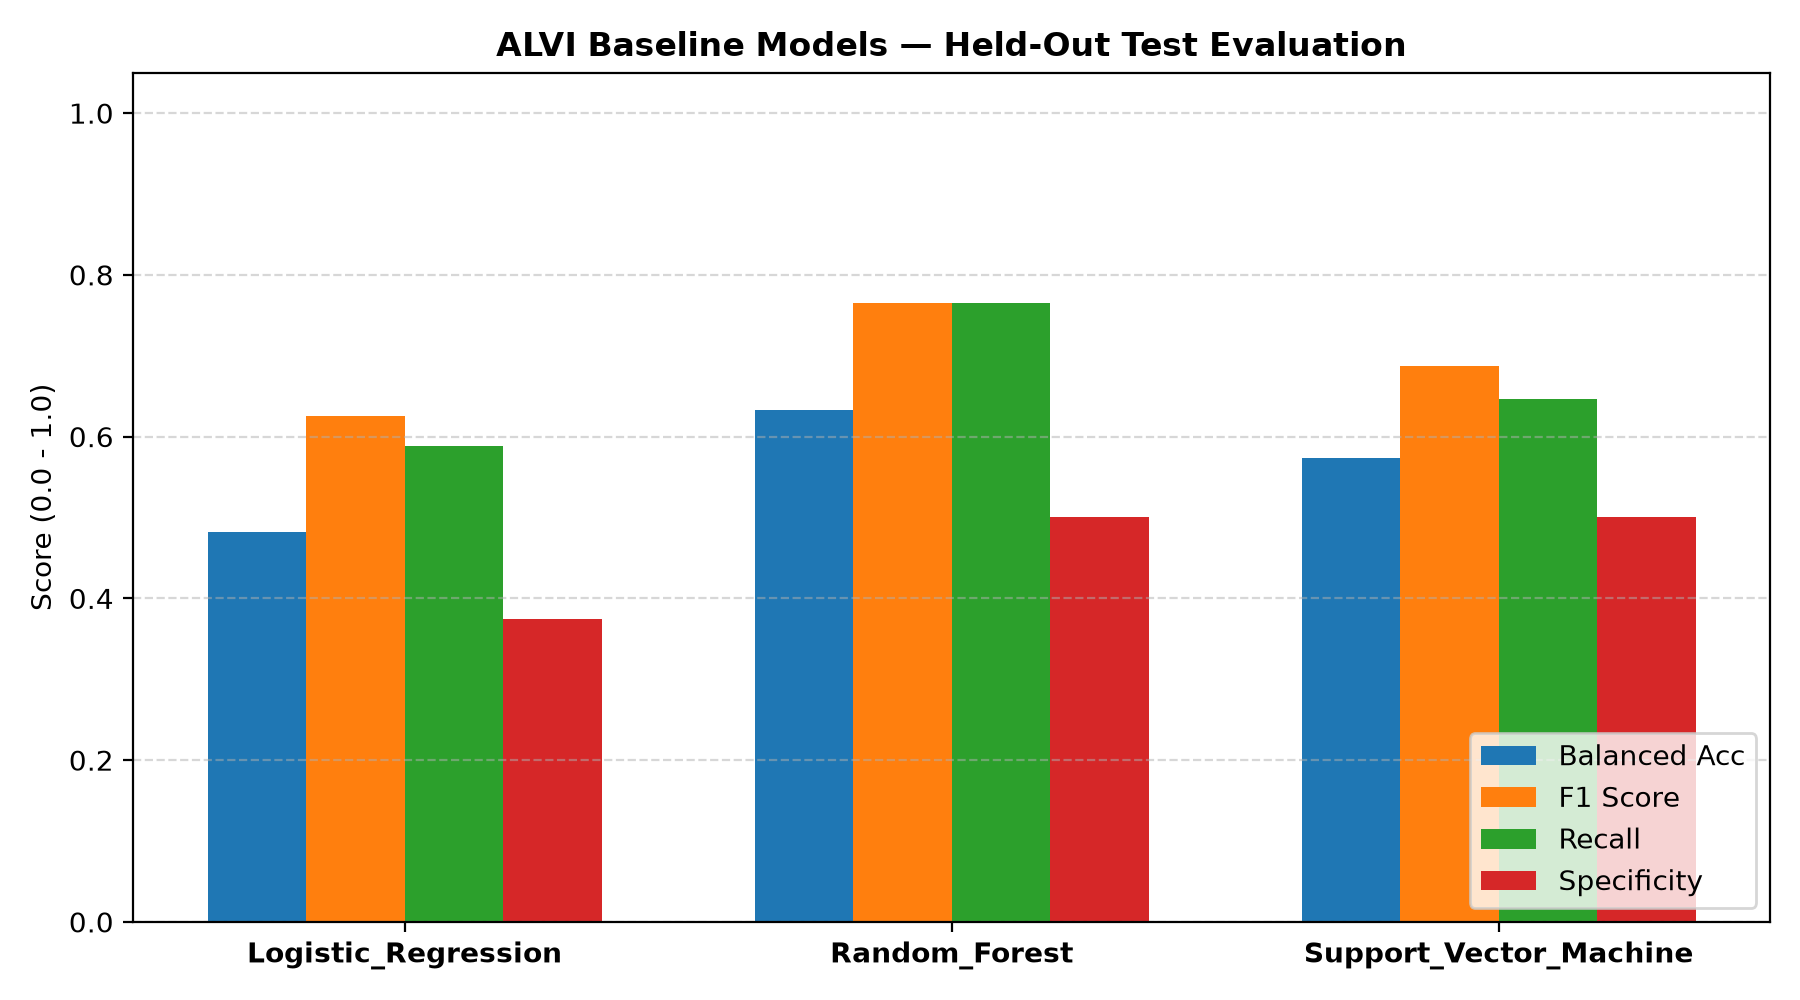 ALVI Baseline Models — Held-Out Test Evaluation
Score (0.0 - 1.0)
1.0
0.8
0.6
0.4
0.2
0.0
Balanced Acc
F1 Score
Recall
Specificity
Logistic_Regression
Random_Forest
Support_Vector_Machine